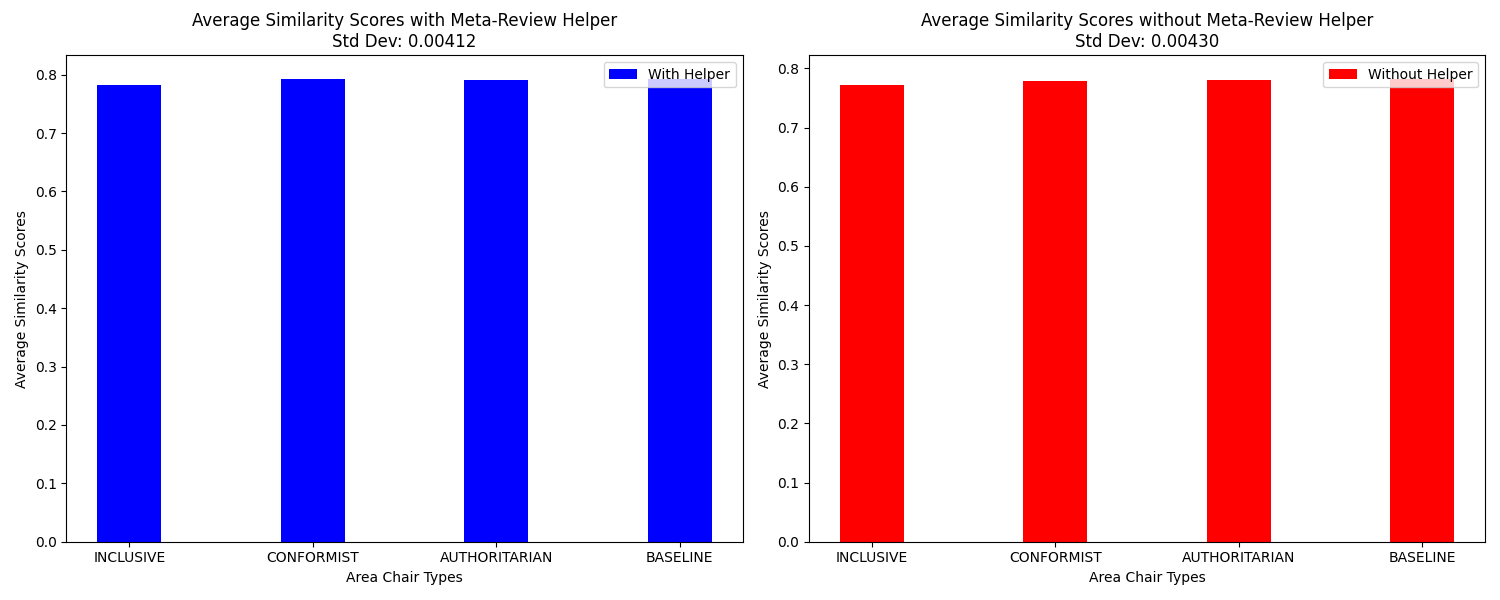 Average Similarity Scores with Meta-Review Helper
Std Dev: 0.00412
With Helper
Average Similarity Scores
0.8
0.7
0.6
0.5
0.4
0.3
0.2
0.1
0.0
INCLUSIVE
CONFORMIST
AUTHORITARIAN
BASELINE
Area Chair Types
Average Similarity Scores without Meta-Review Helper
Std Dev: 0.00430
Without Helper
Average Similarity Scores
0.8
0.7
0.6
0.5
0.4
0.3
0.2
0.1
0.0
INCLUSIVE
CONFORMIST
AUTHORITARIAN
BASELINE
Area Chair Types